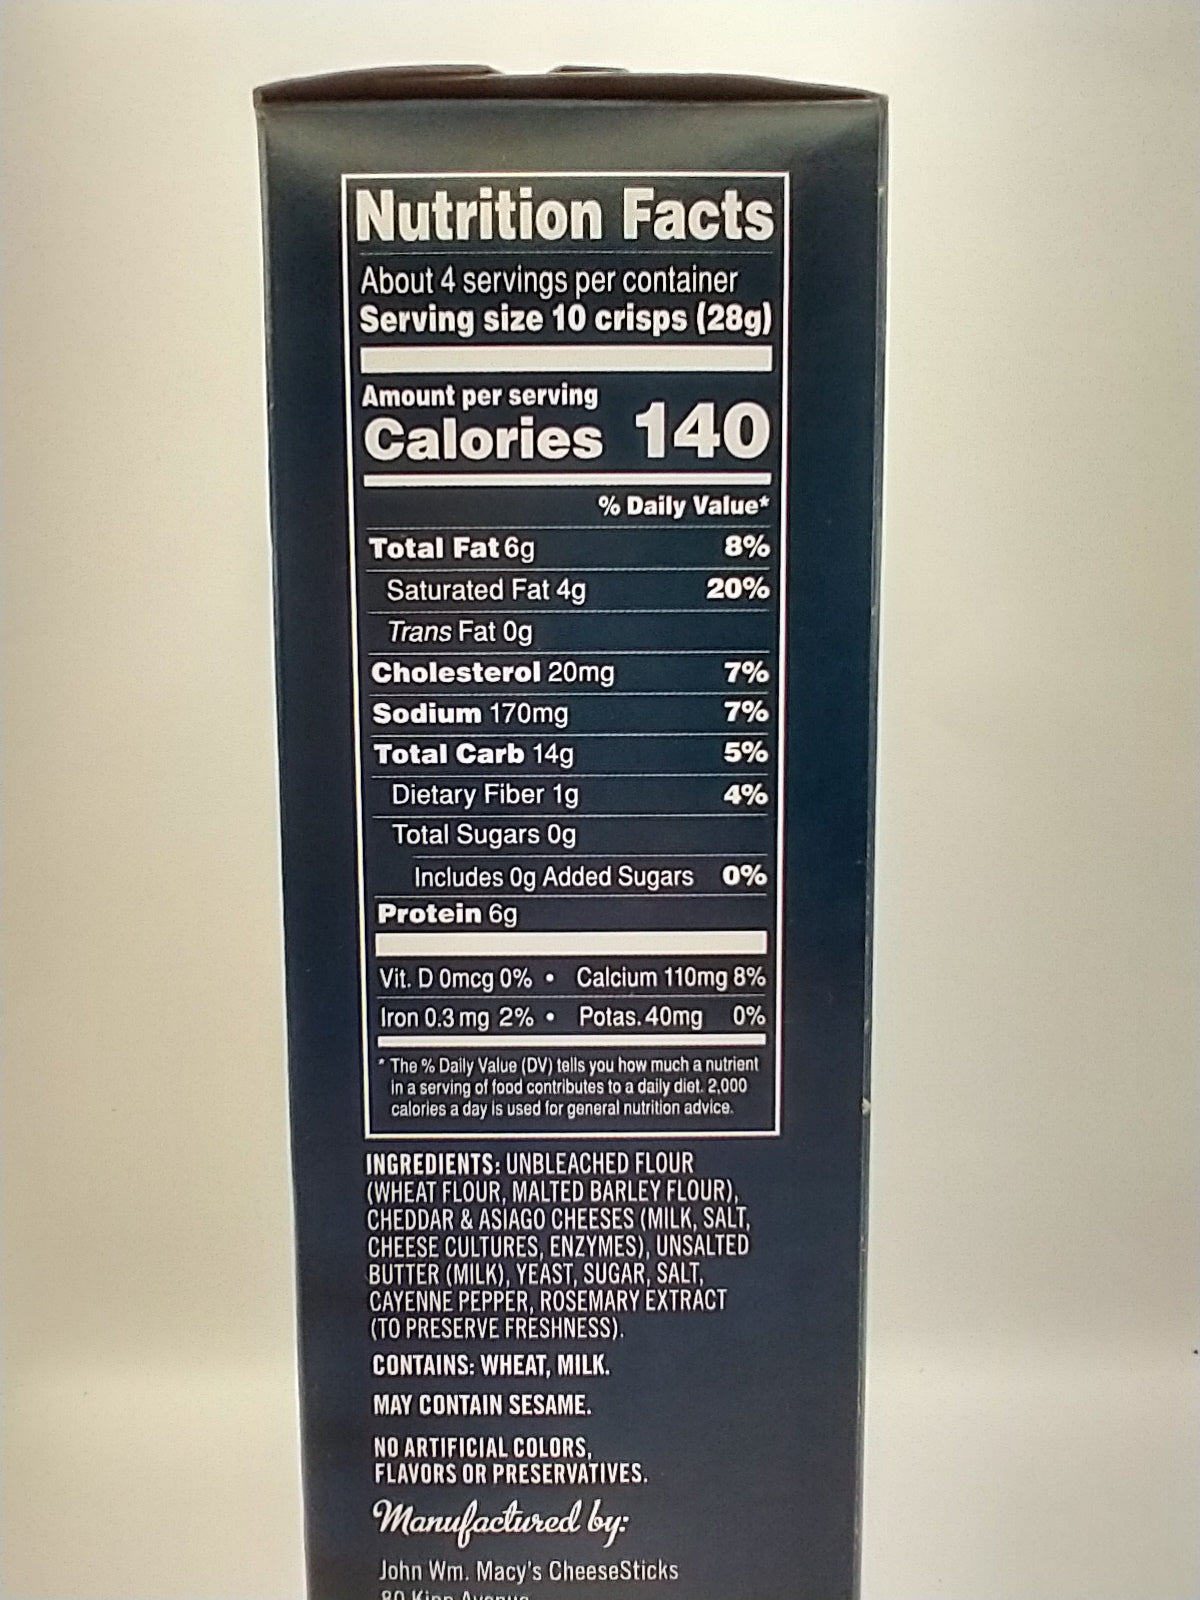 Nutrition Facts
About 4 servings per container
Serving size 10 crisps (28g)
Amount per serving
Calories 140
% Daily Value*
Total Fat 6g 8%
Saturated Fat 4g 20%
Trans Fat 0g
Cholesterol 20mg 7%
Sodium 170mg 7%
Total Carb 14g 5%
Dietary Fiber 1g 4%
Total Sugars 0g
Includes 0g Added Sugars 0%
Protein 6g
Vit. D 0mcg 0% • Calcium 110mg 8%
Iron 0.3 mg 2% • Potas. 40mg 0%
* The % Daily Value (DV) tells you how much a nutrient
in a serving of food contributes to a daily diet. 2,000
calories a day is used for general nutrition advice.
INGREDIENTS: UNBLEACHED FLOUR
(WHEAT FLOUR, MALTED BARLEY FLOUR),
CHEDDAR & ASIAGO CHEESES (MILK, SALT,
CHEESE CULTURES, ENZYMES), UNSALTED
BUTTER (MILK), YEAST, SUGAR, SALT,
CAYENNE PEPPER, ROSEMARY EXTRACT
(TO PRESERVE FRESHNESS).
CONTAINS: WHEAT, MILK.
MAY CONTAIN SESAME.
NO ARTIFICIAL COLORS,
FLAVORS OR PRESERVATIVES.
Manufactured by:
John Wm. Macy's CheeseSticks